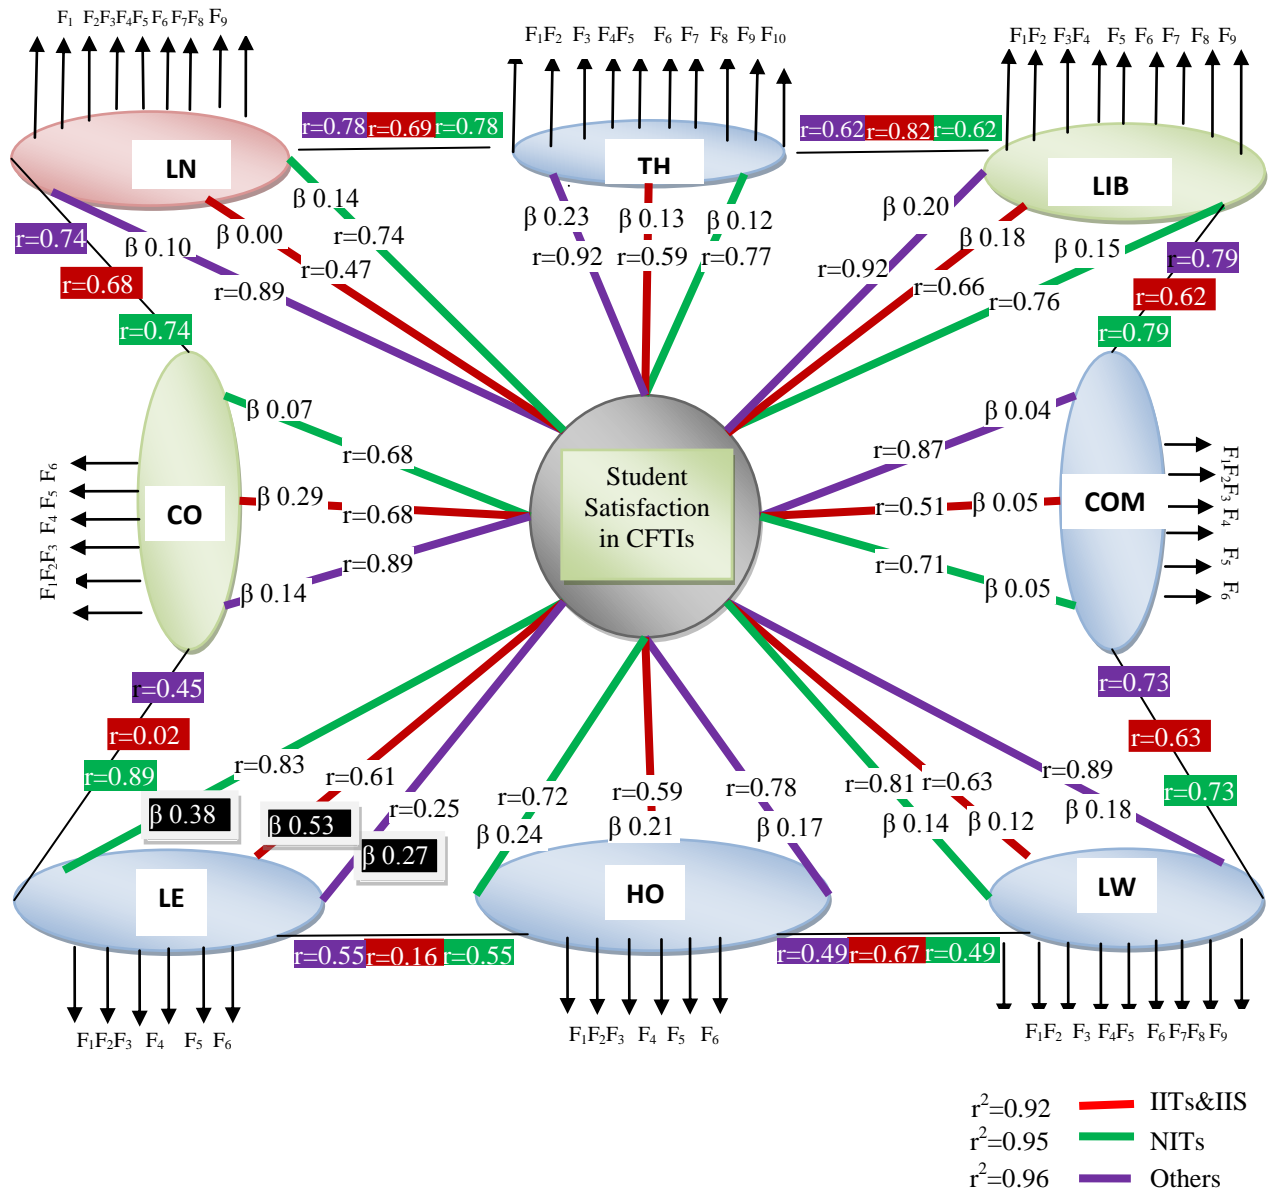 F1 F2F3F4F5 F6 F7F8 F9
F1F2 F3 F4F5 F6 F7 F8 F9 F10
F1F2 F3F4 F5 F6 F7 F8 F9
r=0.78 r=0.69 r=0.78
r=0.62 r=0.82 r=0.62
LN
TH
LIB
β 0.14
r=0.74
β 0.00
r=0.47
β 0.10
r=0.89
β 0.23
r=0.92
β 0.13
r=0.59
β 0.12
r=0.77
β 0.20
r=0.92
β 0.18
r=0.66
β 0.15
r=0.76
r=0.74
r=0.68
r=0.74
r=0.79
r=0.62
r=0.79
β 0.07
r=0.68
β 0.29
r=0.68
β 0.14
r=0.89
CO
F1F2F3 F4 F5 F6
Student
Satisfaction
in CFTIs
β 0.04
r=0.87
r=0.51
β 0.05
r=0.71
β 0.05
COM
F1F2F3 F4 F5 F6
r=0.45
r=0.02
r=0.89
r=0.73
r=0.63
r=0.73
r=0.83
β 0.38
r=0.61
β 0.53
r=0.25
β 0.27
r=0.72
β 0.24
r=0.59
β 0.21
r=0.78
β 0.17
r=0.81
β 0.14
r=0.63
β 0.12
r=0.89
β 0.18
LE
HO
LW
r=0.55 r=0.16 r=0.55
r=0.49 r=0.67 r=0.49
F1F2F3 F4 F5 F6
F1F2F3 F4 F5 F6
F1F2 F3 F4F5 F6F7F8 F9
r²=0.92 IITs&IIS
r²=0.95 NITs
r²=0.96 Others